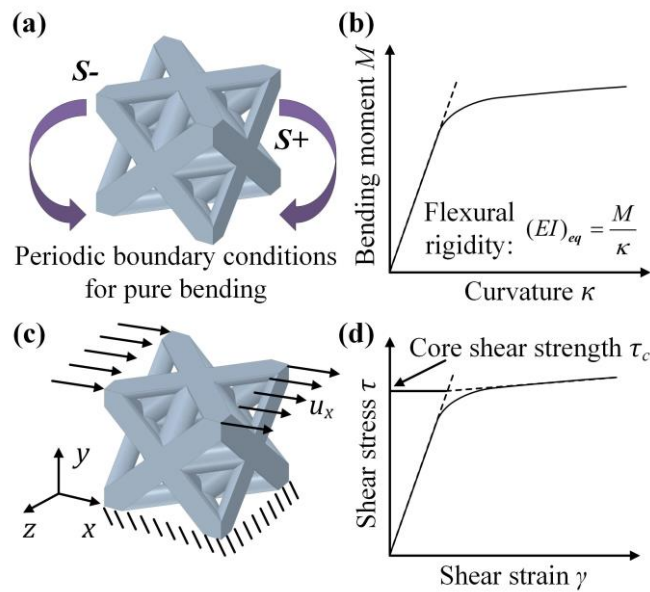 (a)
S-
S+
Periodic boundary conditions
for pure bending
(b)
Bending moment M
Flexural
rigidity: (EI)eq = M/κ
Curvature κ
(c)
ux
y
z
x
(d)
Core shear strength τc
Shear stress τ
Shear strain γ